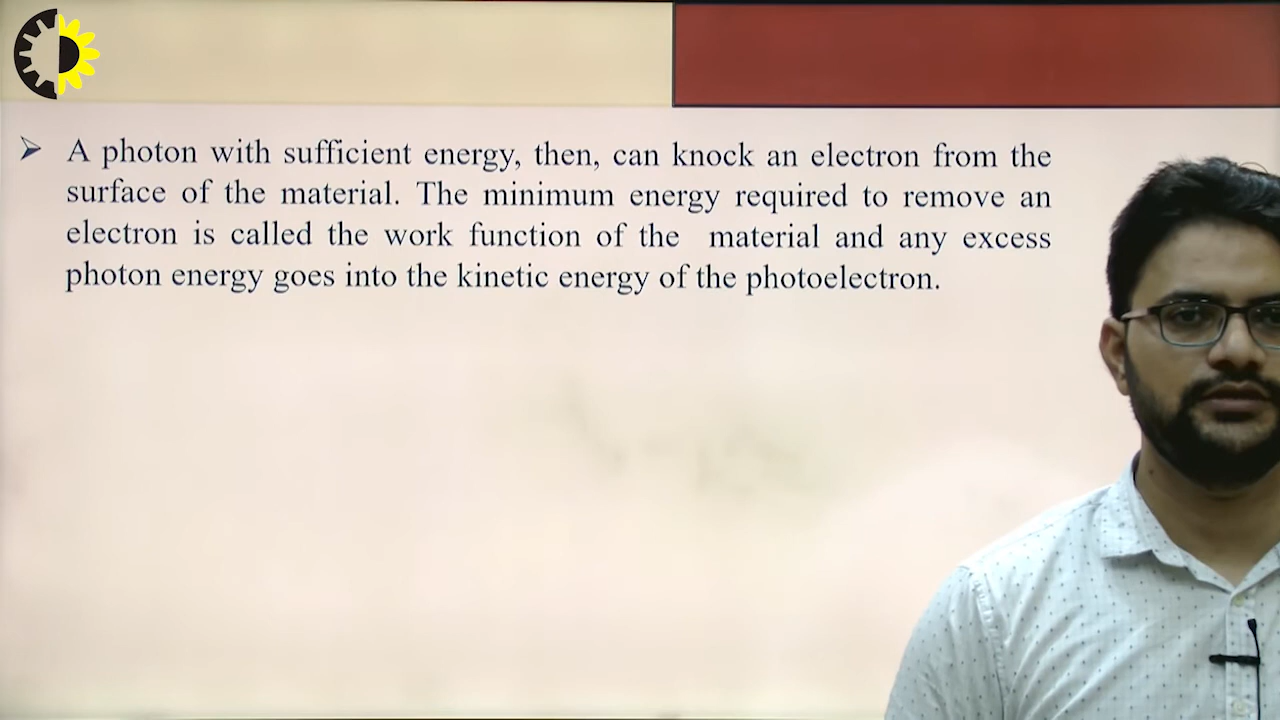 A photon with sufficient energy, then, can knock an electron from the
surface of the material. The minimum energy required to remove an
electron is called the work function of the material and any excess
photon energy goes into the kinetic energy of the photoelectron.